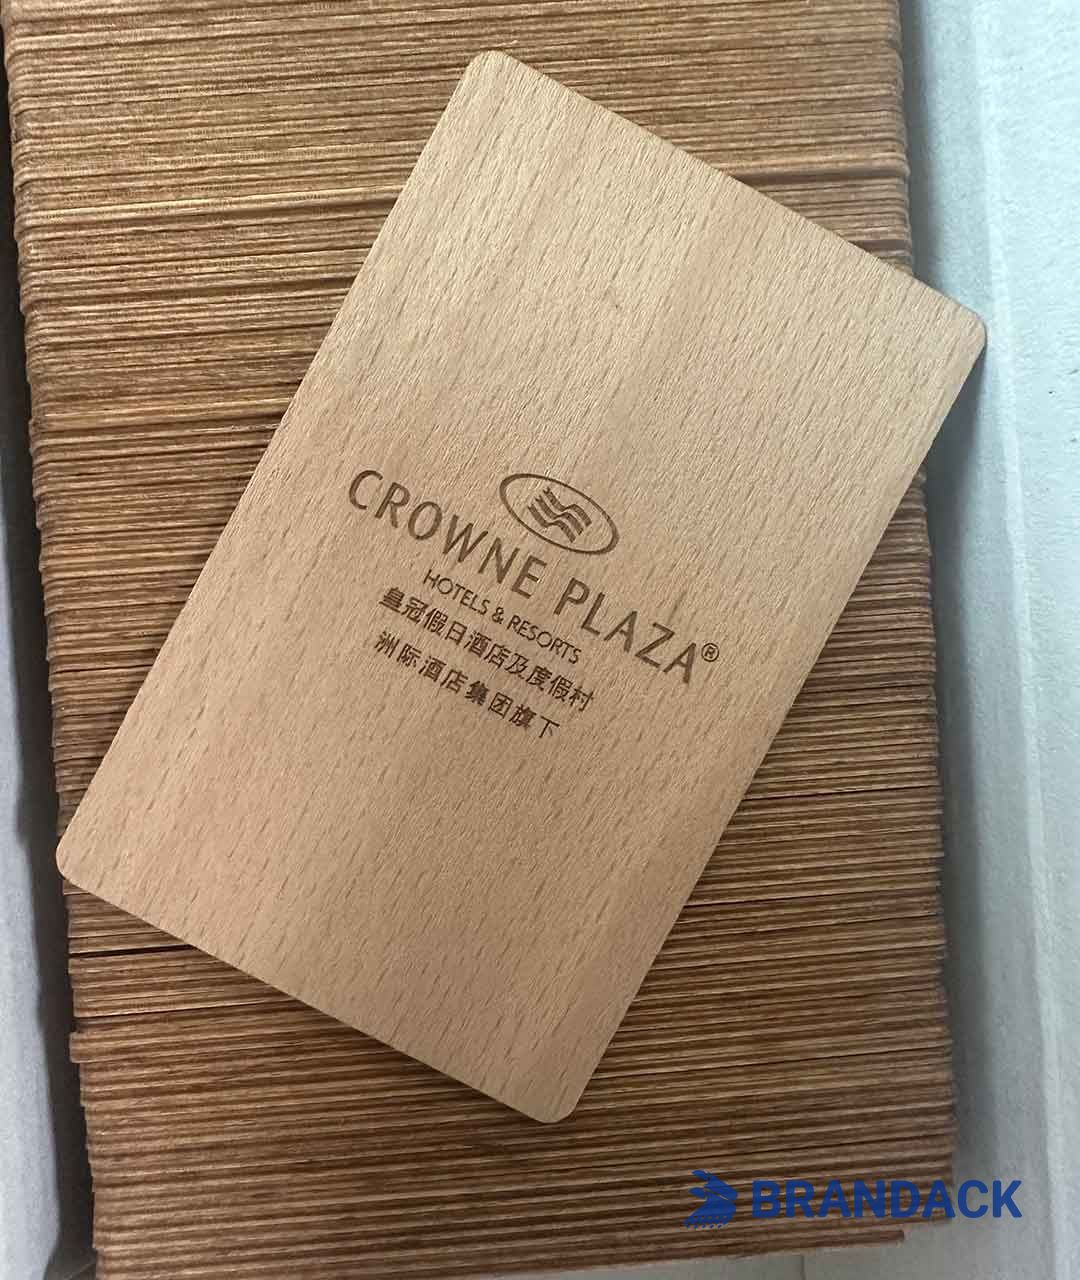 CROWNE PLAZA®
HOTELS & RESORTS
皇冠假日酒店及度假村
洲际酒店集团旗下
BRANDACK